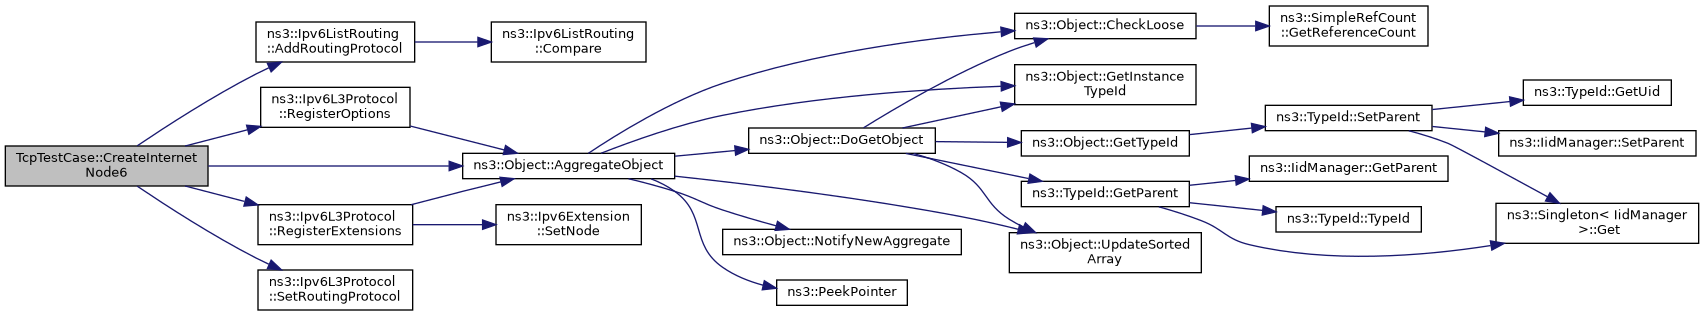 TcpTestCase::CreateInternet
Node6
ns3::Ipv6ListRouting
::AddRoutingProtocol
ns3::Ipv6L3Protocol
::RegisterOptions
ns3::Ipv6L3Protocol
::RegisterExtensions
ns3::Ipv6L3Protocol
::SetRoutingProtocol
ns3::Ipv6ListRouting
::Compare
ns3::Object::AggregateObject
ns3::Ipv6Extension
::SetNode
ns3::Object::DoGetObject
ns3::Object::NotifyNewAggregate
ns3::PeekPointer
ns3::Object::CheckLoose
ns3::Object::GetInstance
TypeId
ns3::Object::GetTypeId
ns3::TypeId::GetParent
ns3::Object::UpdateSorted
Array
ns3::SimpleRefCount
::GetReferenceCount
ns3::TypeId::SetParent
ns3::IidManager::GetParent
ns3::TypeId::TypeId
ns3::TypeId::GetUid
ns3::IidManager::SetParent
ns3::Singleton< IidManager
>::Get